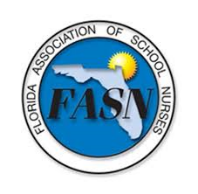 FLORIDA ASSOCIATION OF SCHOOL NURSES
FASN